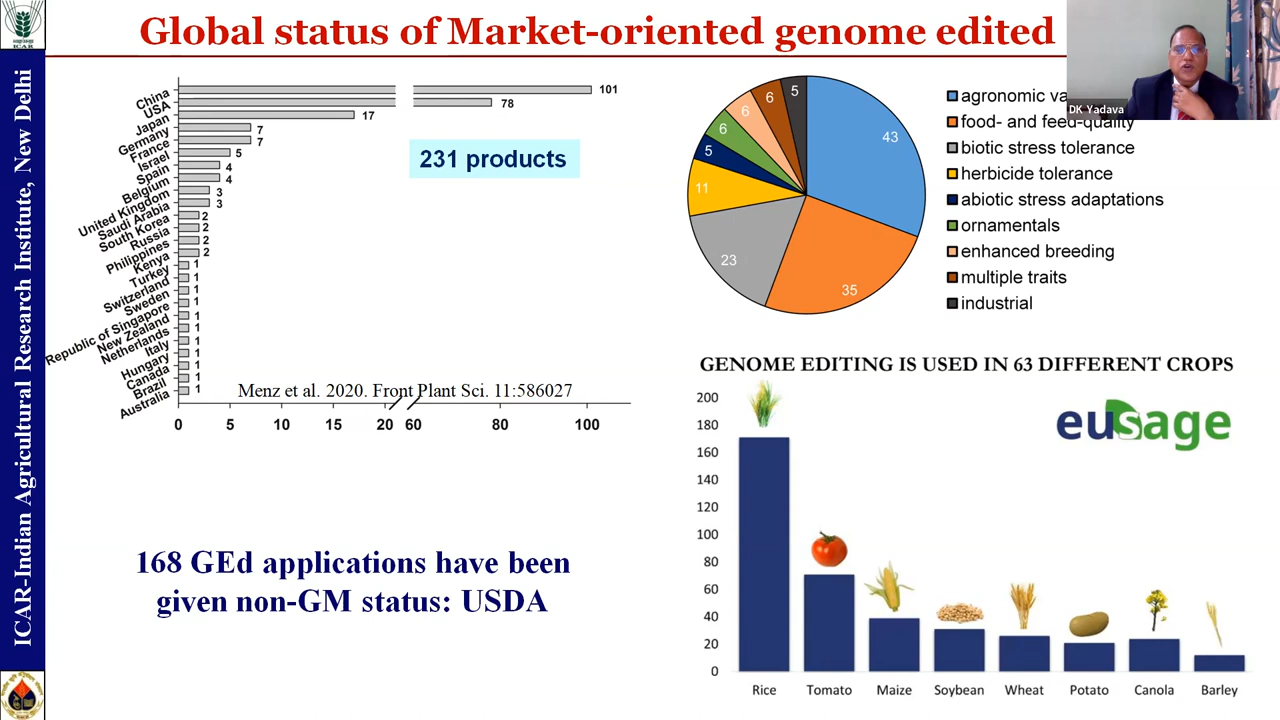 Global status of Market-oriented genome edited
ICAR-Indian Agricultural Research Institute, New Delhi
ICAR
DK Yadava
China 101
USA 78
Japan 17
Germany 7
France 7
Israel 5
Spain 4
Belgium 4
United Kingdom 3
Saudi Arabia 3
South Korea 2
Russia 2
Philippines 2
Kenya 2
Turkey 1
Switzerland 1
Sweden 1
Republic of Singapore 1
New Zealand 1
Netherlands 1
Italy 1
Hungary 1
Canada 1
Brazil 1
Australia 1
0 5 10 15 20 60 80 100
231 products
Menz et al. 2020. Front Plant Sci. 11:586027
168 GEd applications have been
given non-GM status: USDA
43
35
23
11
5
6
6
6
5
agronomic
food- and feed-quality
biotic stress tolerance
herbicide tolerance
abiotic stress adaptations
ornamentals
enhanced breeding
multiple traits
industrial
GENOME EDITING IS USED IN 63 DIFFERENT CROPS
eusage
200
180
160
140
120
100
80
60
40
20
0
Rice Tomato Maize Soybean Wheat Potato Canola Barley